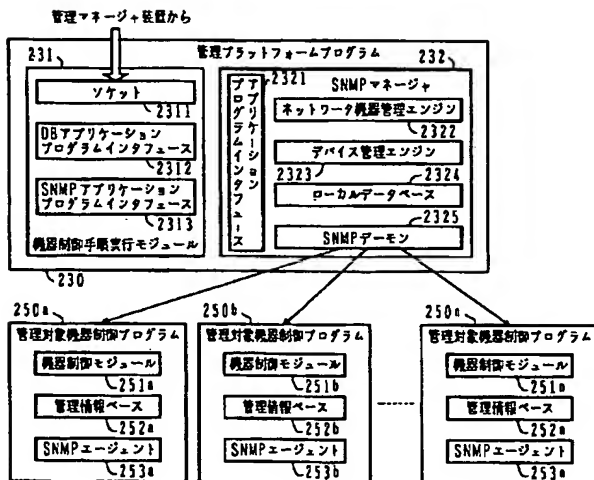 管理マネージャ装置から
管理プラットフォームプログラム
231
ソケット
2311
DBアプリケーション
プログラムインタフェース
2312
SNMPアプリケーション
プログラムインタフェース
2313
機器制御手順実行モジュール
230
232
2321
アプリケーション
プログラムインタフェース
SNMPマネージャ
ネットワーク機器管理エンジン
2322
デバイス管理エンジン
2323
2324
ローカルデータベース
2325
SNMPデーモン
250a
管理対象機器制御プログラム
機器制御モジュール
251a
管理情報ベース
252a
SNMPエージェント
253a
250b
管理対象機器制御プログラム
機器制御モジュール
251b
管理情報ベース
252b
SNMPエージェント
253b
250n
管理対象機器制御プログラム
機器制御モジュール
251n
管理情報ベース
252n
SNMPエージェント
253n